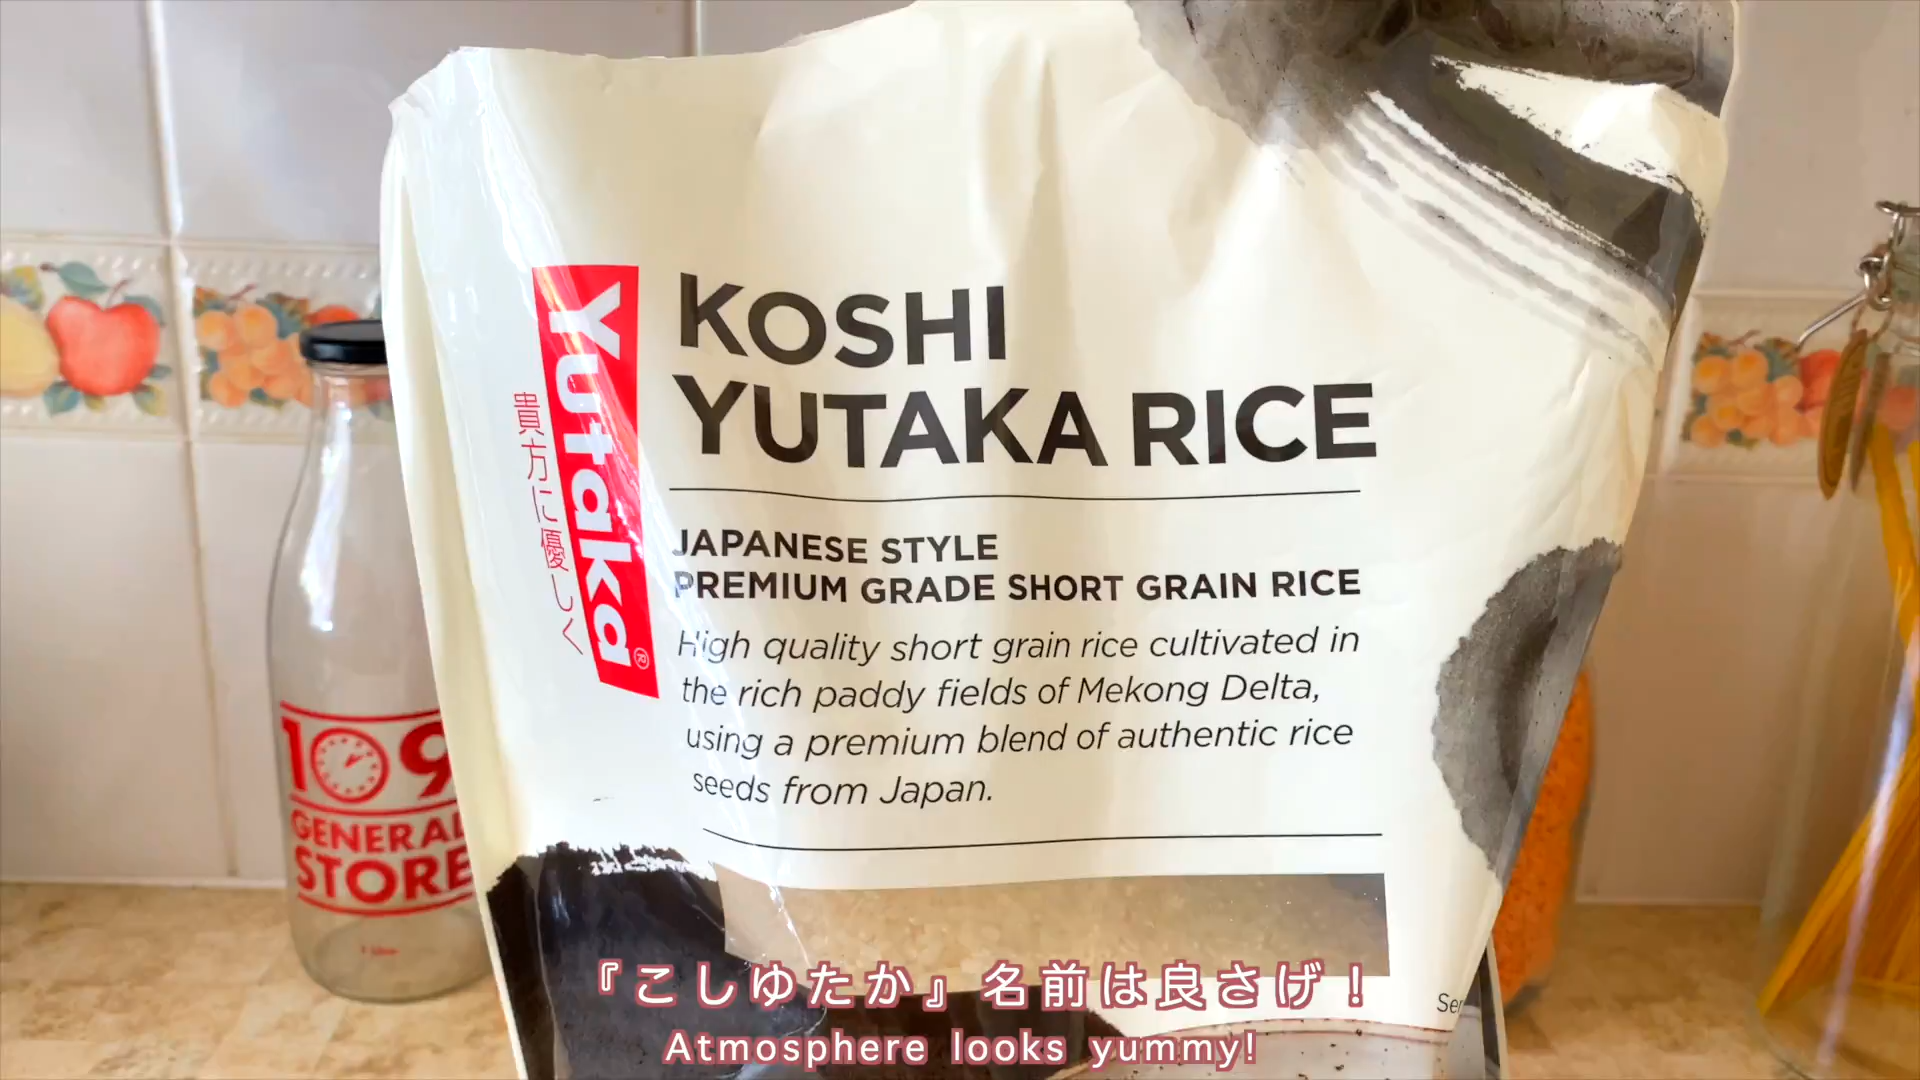 KOSHI
YUTAKA RICE
Yutaka®
貴方に優しく
JAPANESE STYLE
PREMIUM GRADE SHORT GRAIN RICE
High quality short grain rice cultivated in
the rich paddy fields of Mekong Delta,
using a premium blend of authentic rice
seeds from Japan.
109
GENERAL
STORE
『こしゆたか』名前は良さげ！
Atmosphere looks yummy!